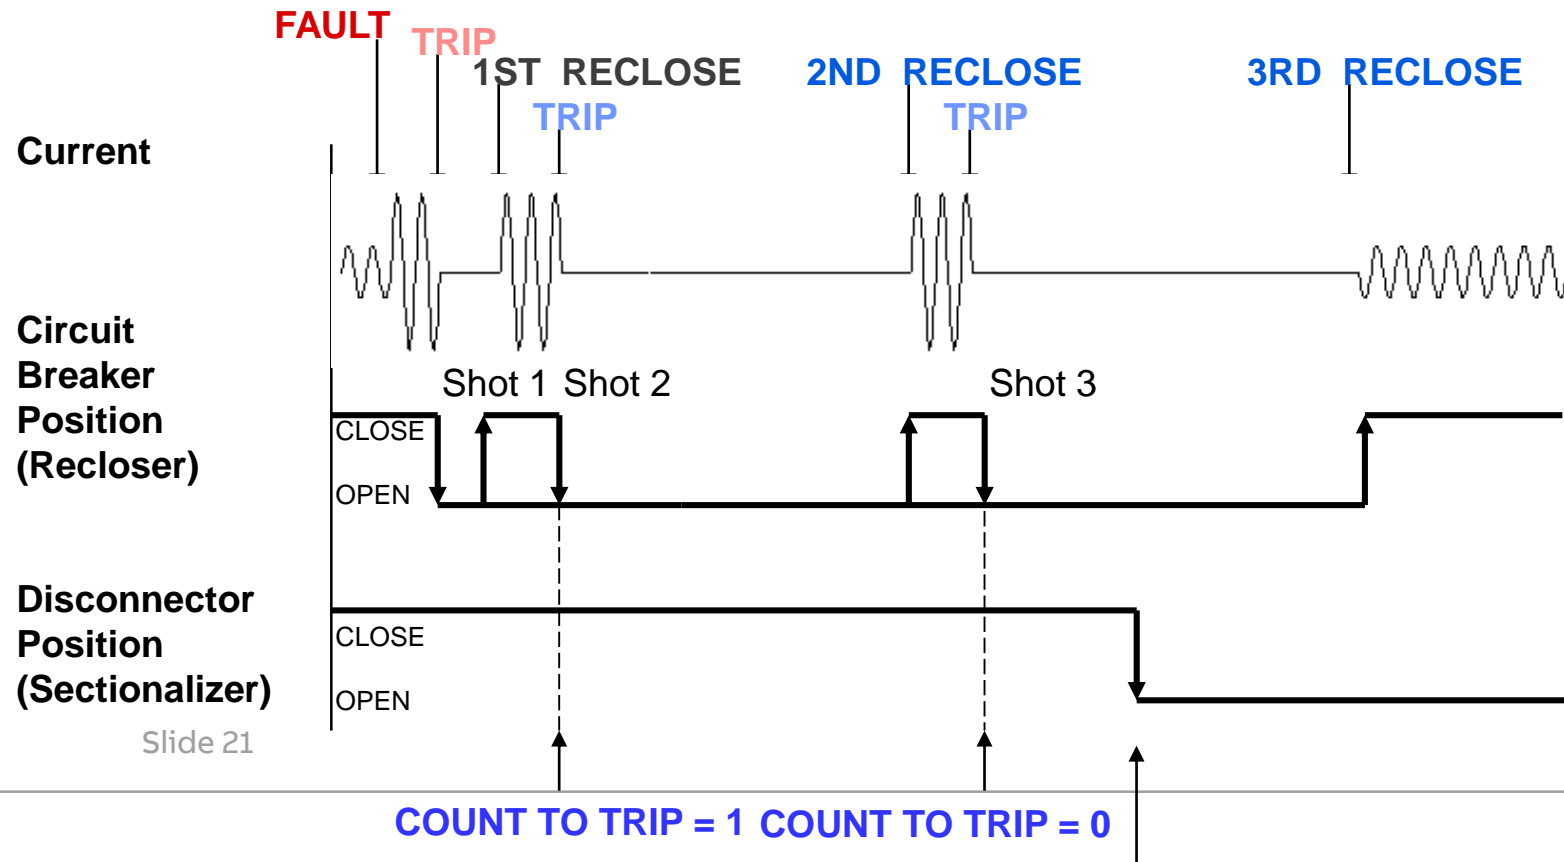 FAULT
TRIP
1ST RECLOSE
2ND RECLOSE
3RD RECLOSE
TRIP
TRIP
Current
Circuit
Breaker
Position
(Recloser)
Shot 1
Shot 2
Shot 3
CLOSE
OPEN
Disconnector
Position
(Sectionalizer)
CLOSE
OPEN
Slide 21
COUNT TO TRIP = 1
COUNT TO TRIP = 0